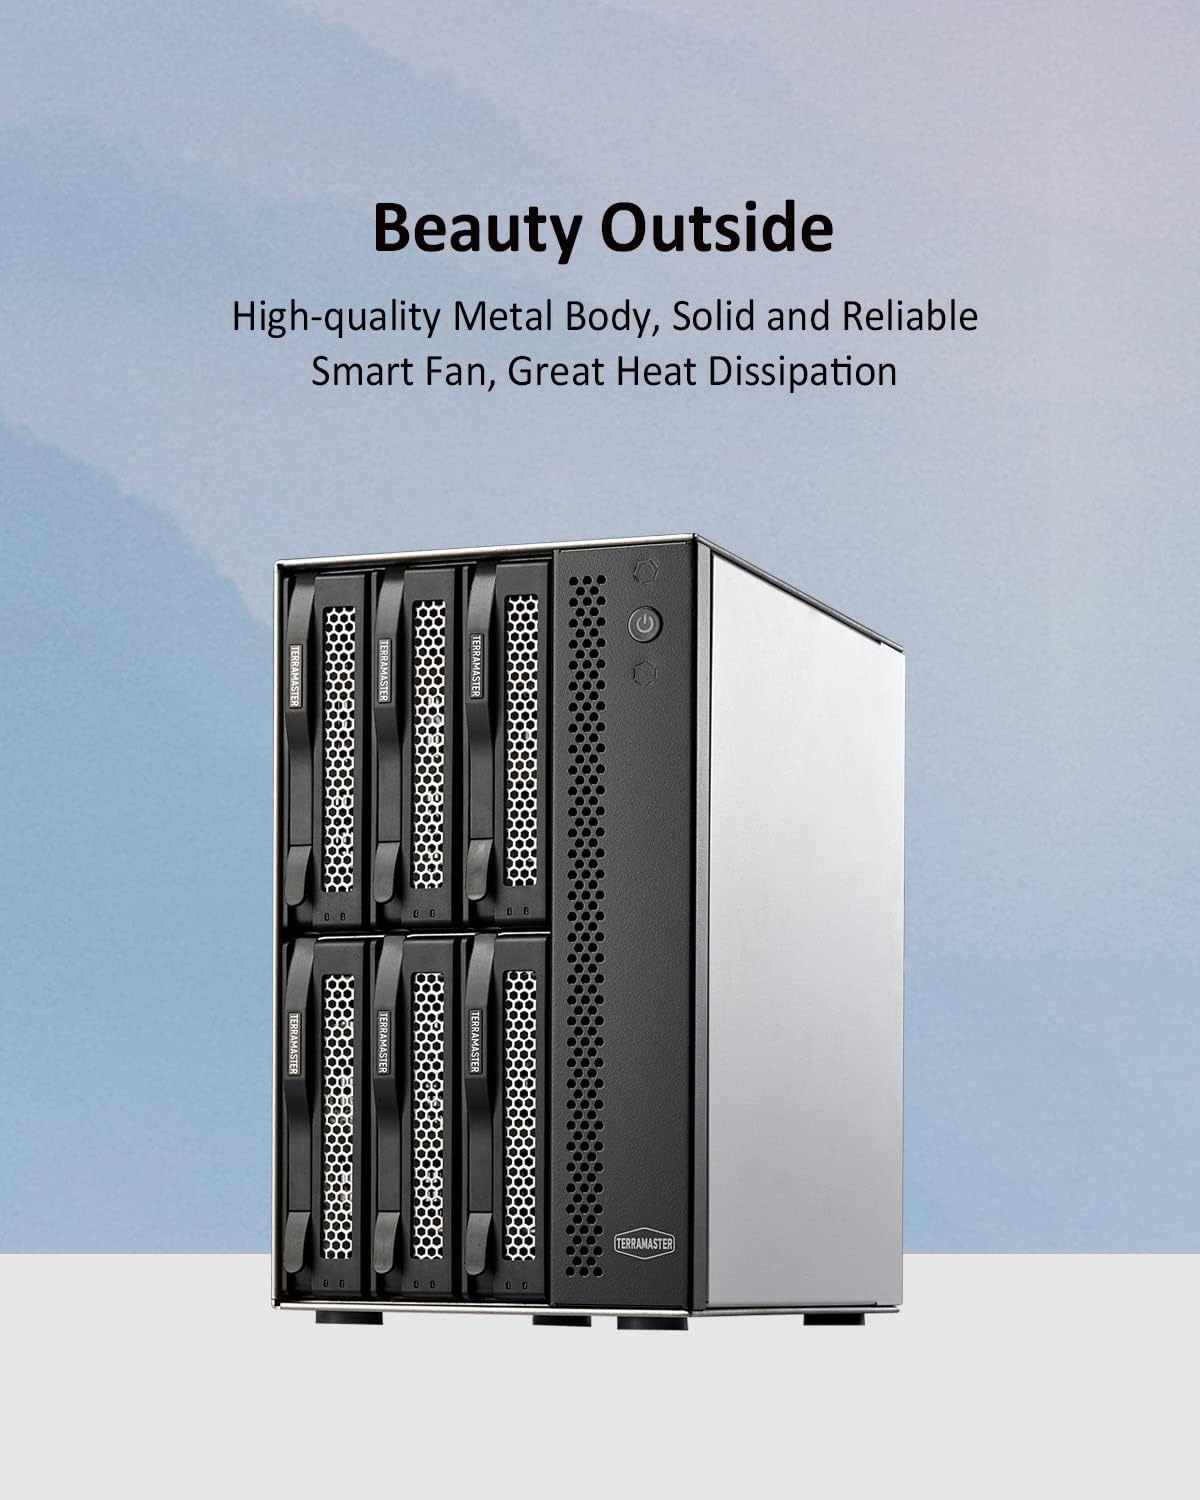 Beauty Outside
High-quality Metal Body, Solid and Reliable
Smart Fan, Great Heat Dissipation
TERRAMASTER
TERRAMASTER
TERRAMASTER
TERRAMASTER
TERRAMASTER
TERRAMASTER
TERRAMASTER